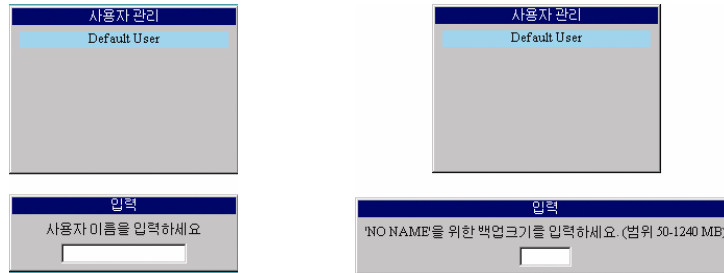 사용자 관리
Default User
사용자 관리
Default User
입력
사용자 이름을 입력하세요
입력
'NO NAME'을 위한 백업크기를 입력하세요. (범위 50-1240 MB)